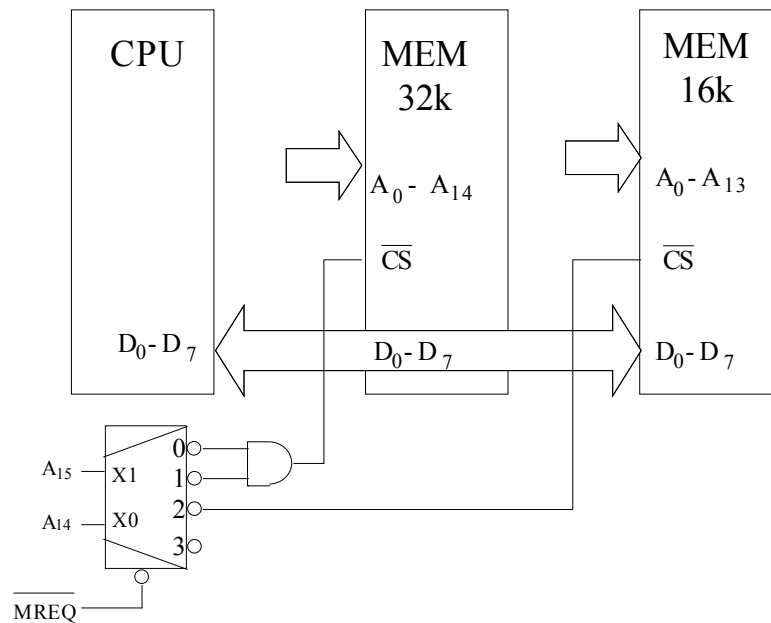 CPU
MEM
32k
MEM
16k
A0 - A14
A0 - A13
CS
CS
D0 - D7
D0 - D7
D0 - D7
0
A15
X1
1
A14
X0
2
3
MREQ